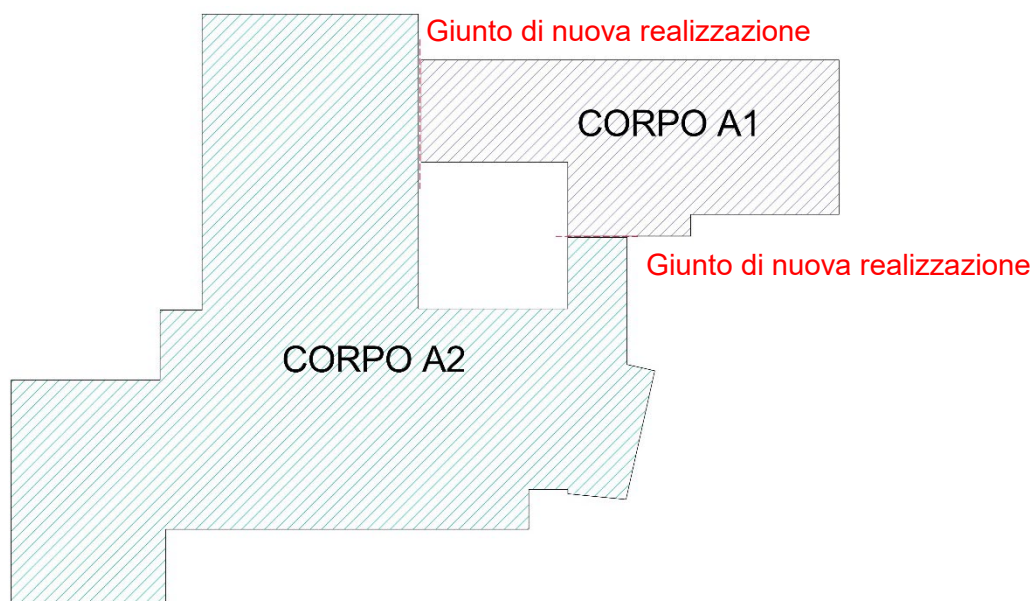 Giunto di nuova realizzazione
CORPO A1
Giunto di nuova realizzazione
CORPO A2